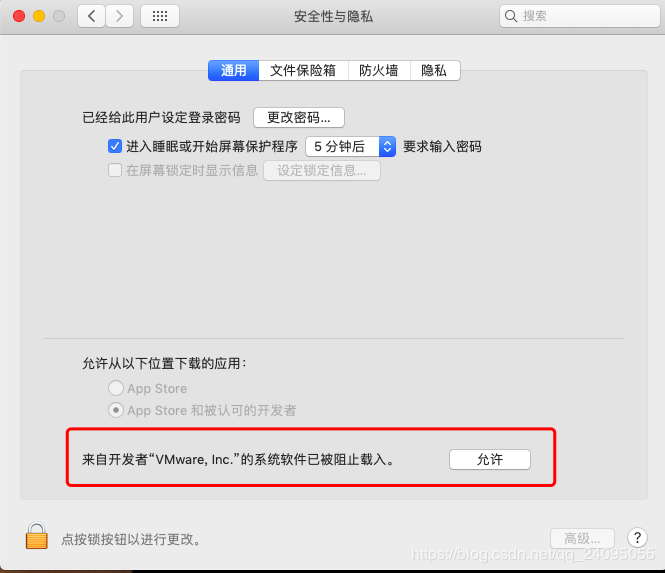 安全性与隐私
搜索
通用 文件保险箱 防火墙 隐私
已经给此用户设定登录密码 更改密码...
进入睡眠或开始屏幕保护程序 5 分钟后 要求输入密码
在屏幕锁定时显示信息 设定锁定信息...
允许从以下位置下载的应用：
App Store
App Store 和被认可的开发者
来自开发者“VMware, Inc.”的系统软件已被阻止载入。 允许
点按锁按钮以进行更改。 高级... ?
https://blog.csdn.net/qq_24095055